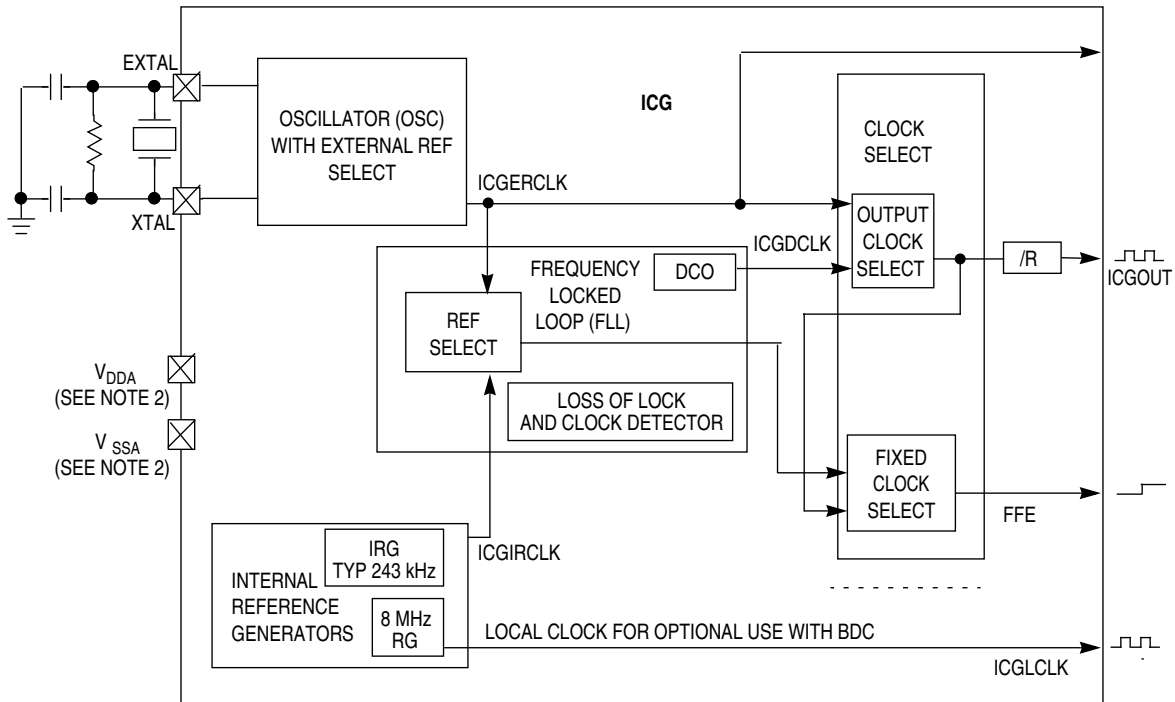 EXTAL
XTAL
OSCILLATOR (OSC)
WITH EXTERNAL REF
SELECT
ICG
CLOCK
SELECT
ICGERCLK
OUTPUT
CLOCK
SELECT
ICGDCLK
/R
ICGOUT
FREQUENCY
LOCKED
LOOP (FLL)
DCO
REF
SELECT
LOSS OF LOCK
AND CLOCK DETECTOR
VDDA
(SEE NOTE 2)
V SSA
(SEE NOTE 2)
FIXED
CLOCK
SELECT
FFE
ICGIRCLK
IRG
TYP 243 kHz
INTERNAL
REFERENCE
GENERATORS
8 MHz
RG
LOCAL CLOCK FOR OPTIONAL USE WITH BDC
ICGLCLK